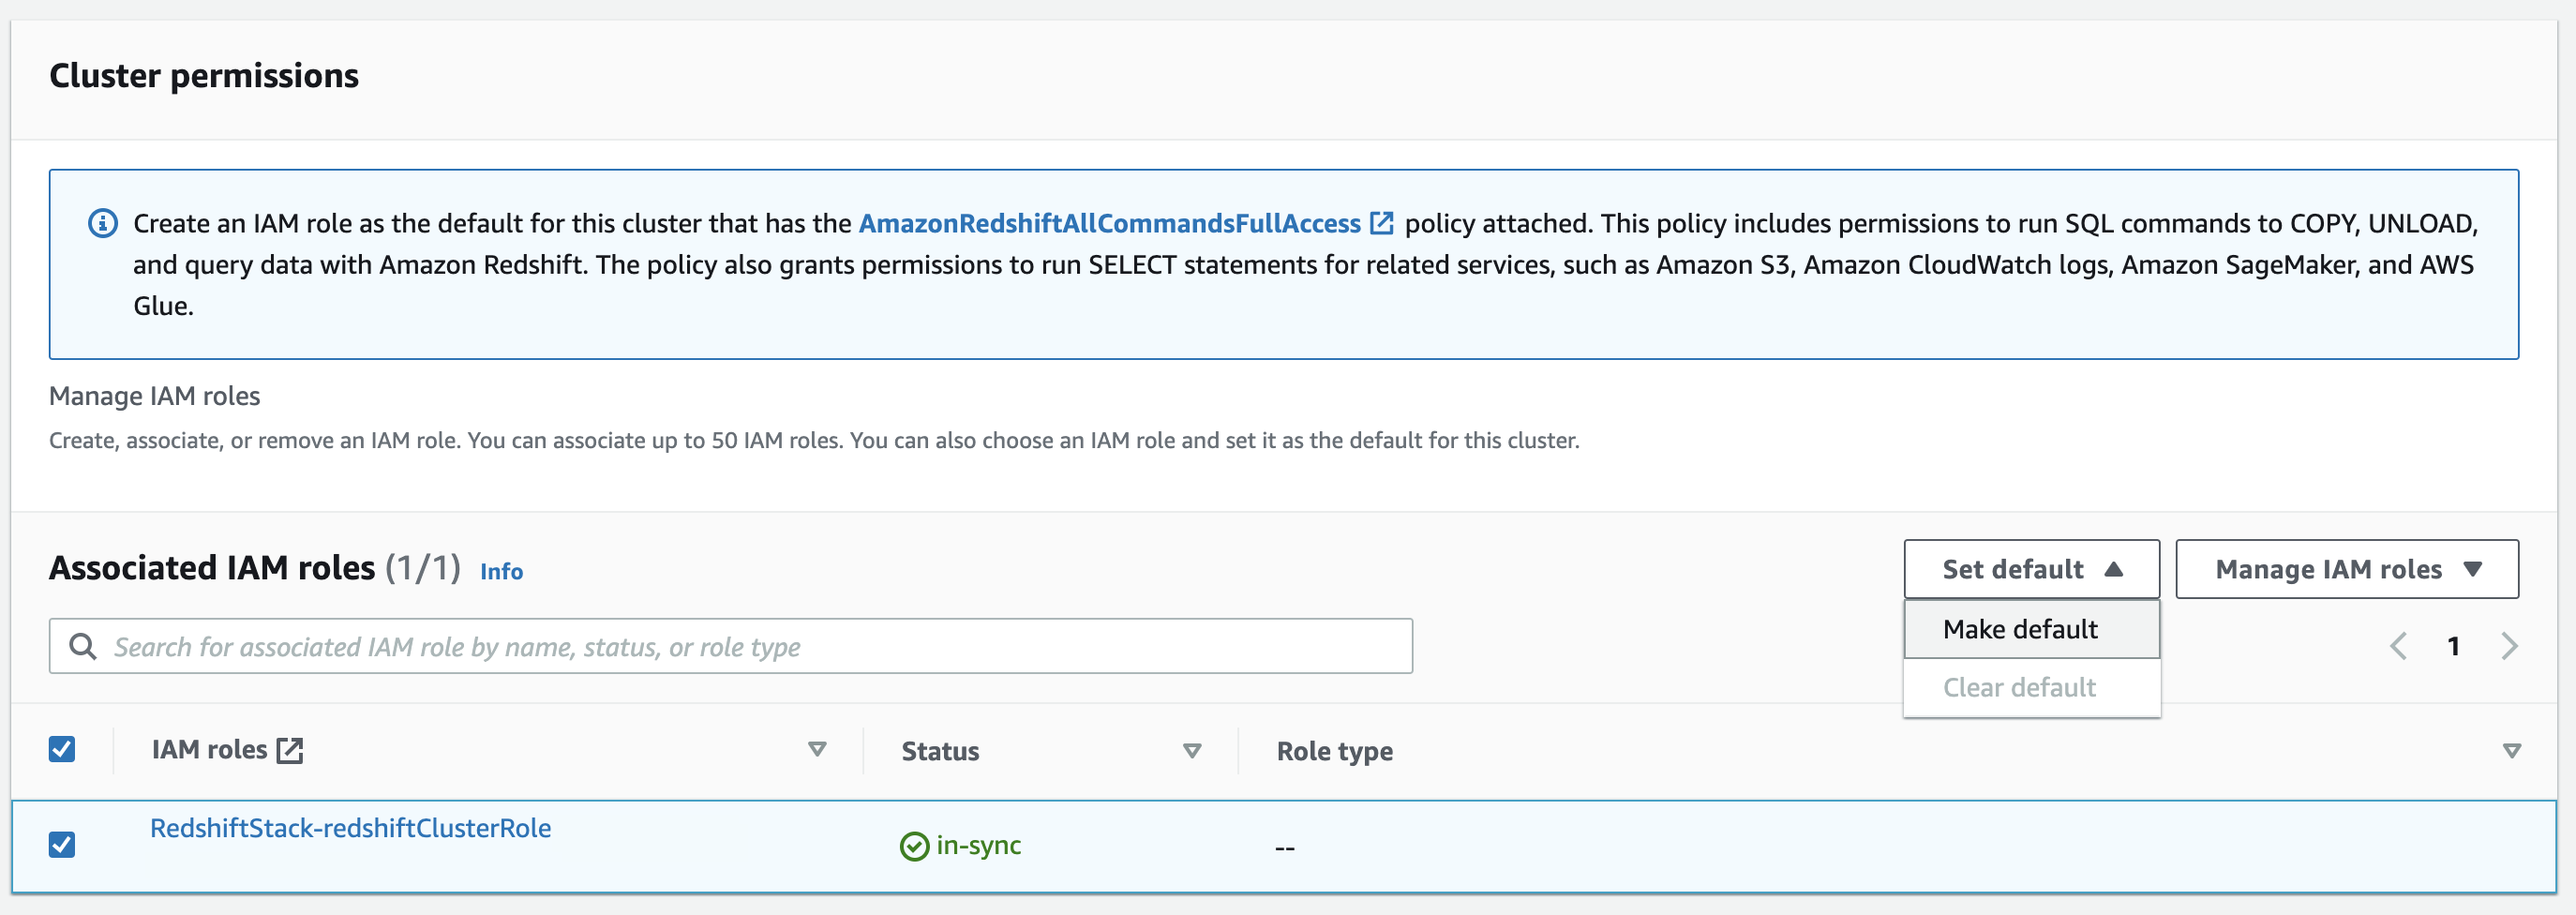 Cluster permissions
Create an IAM role as the default for this cluster that has the AmazonRedshiftAllCommandsFullAccess policy attached. This policy includes permissions to run SQL commands to COPY, UNLOAD,
and query data with Amazon Redshift. The policy also grants permissions to run SELECT statements for related services, such as Amazon S3, Amazon CloudWatch logs, Amazon SageMaker, and AWS
Glue.
Manage IAM roles
Create, associate, or remove an IAM role. You can associate up to 50 IAM roles. You can also choose an IAM role and set it as the default for this cluster.
Associated IAM roles (1/1) Info
Set default
Manage IAM roles
Make default
Clear default
Search for associated IAM role by name, status, or role type
1
IAM roles
Status
Role type
RedshiftStack-redshiftClusterRole
in-sync
--